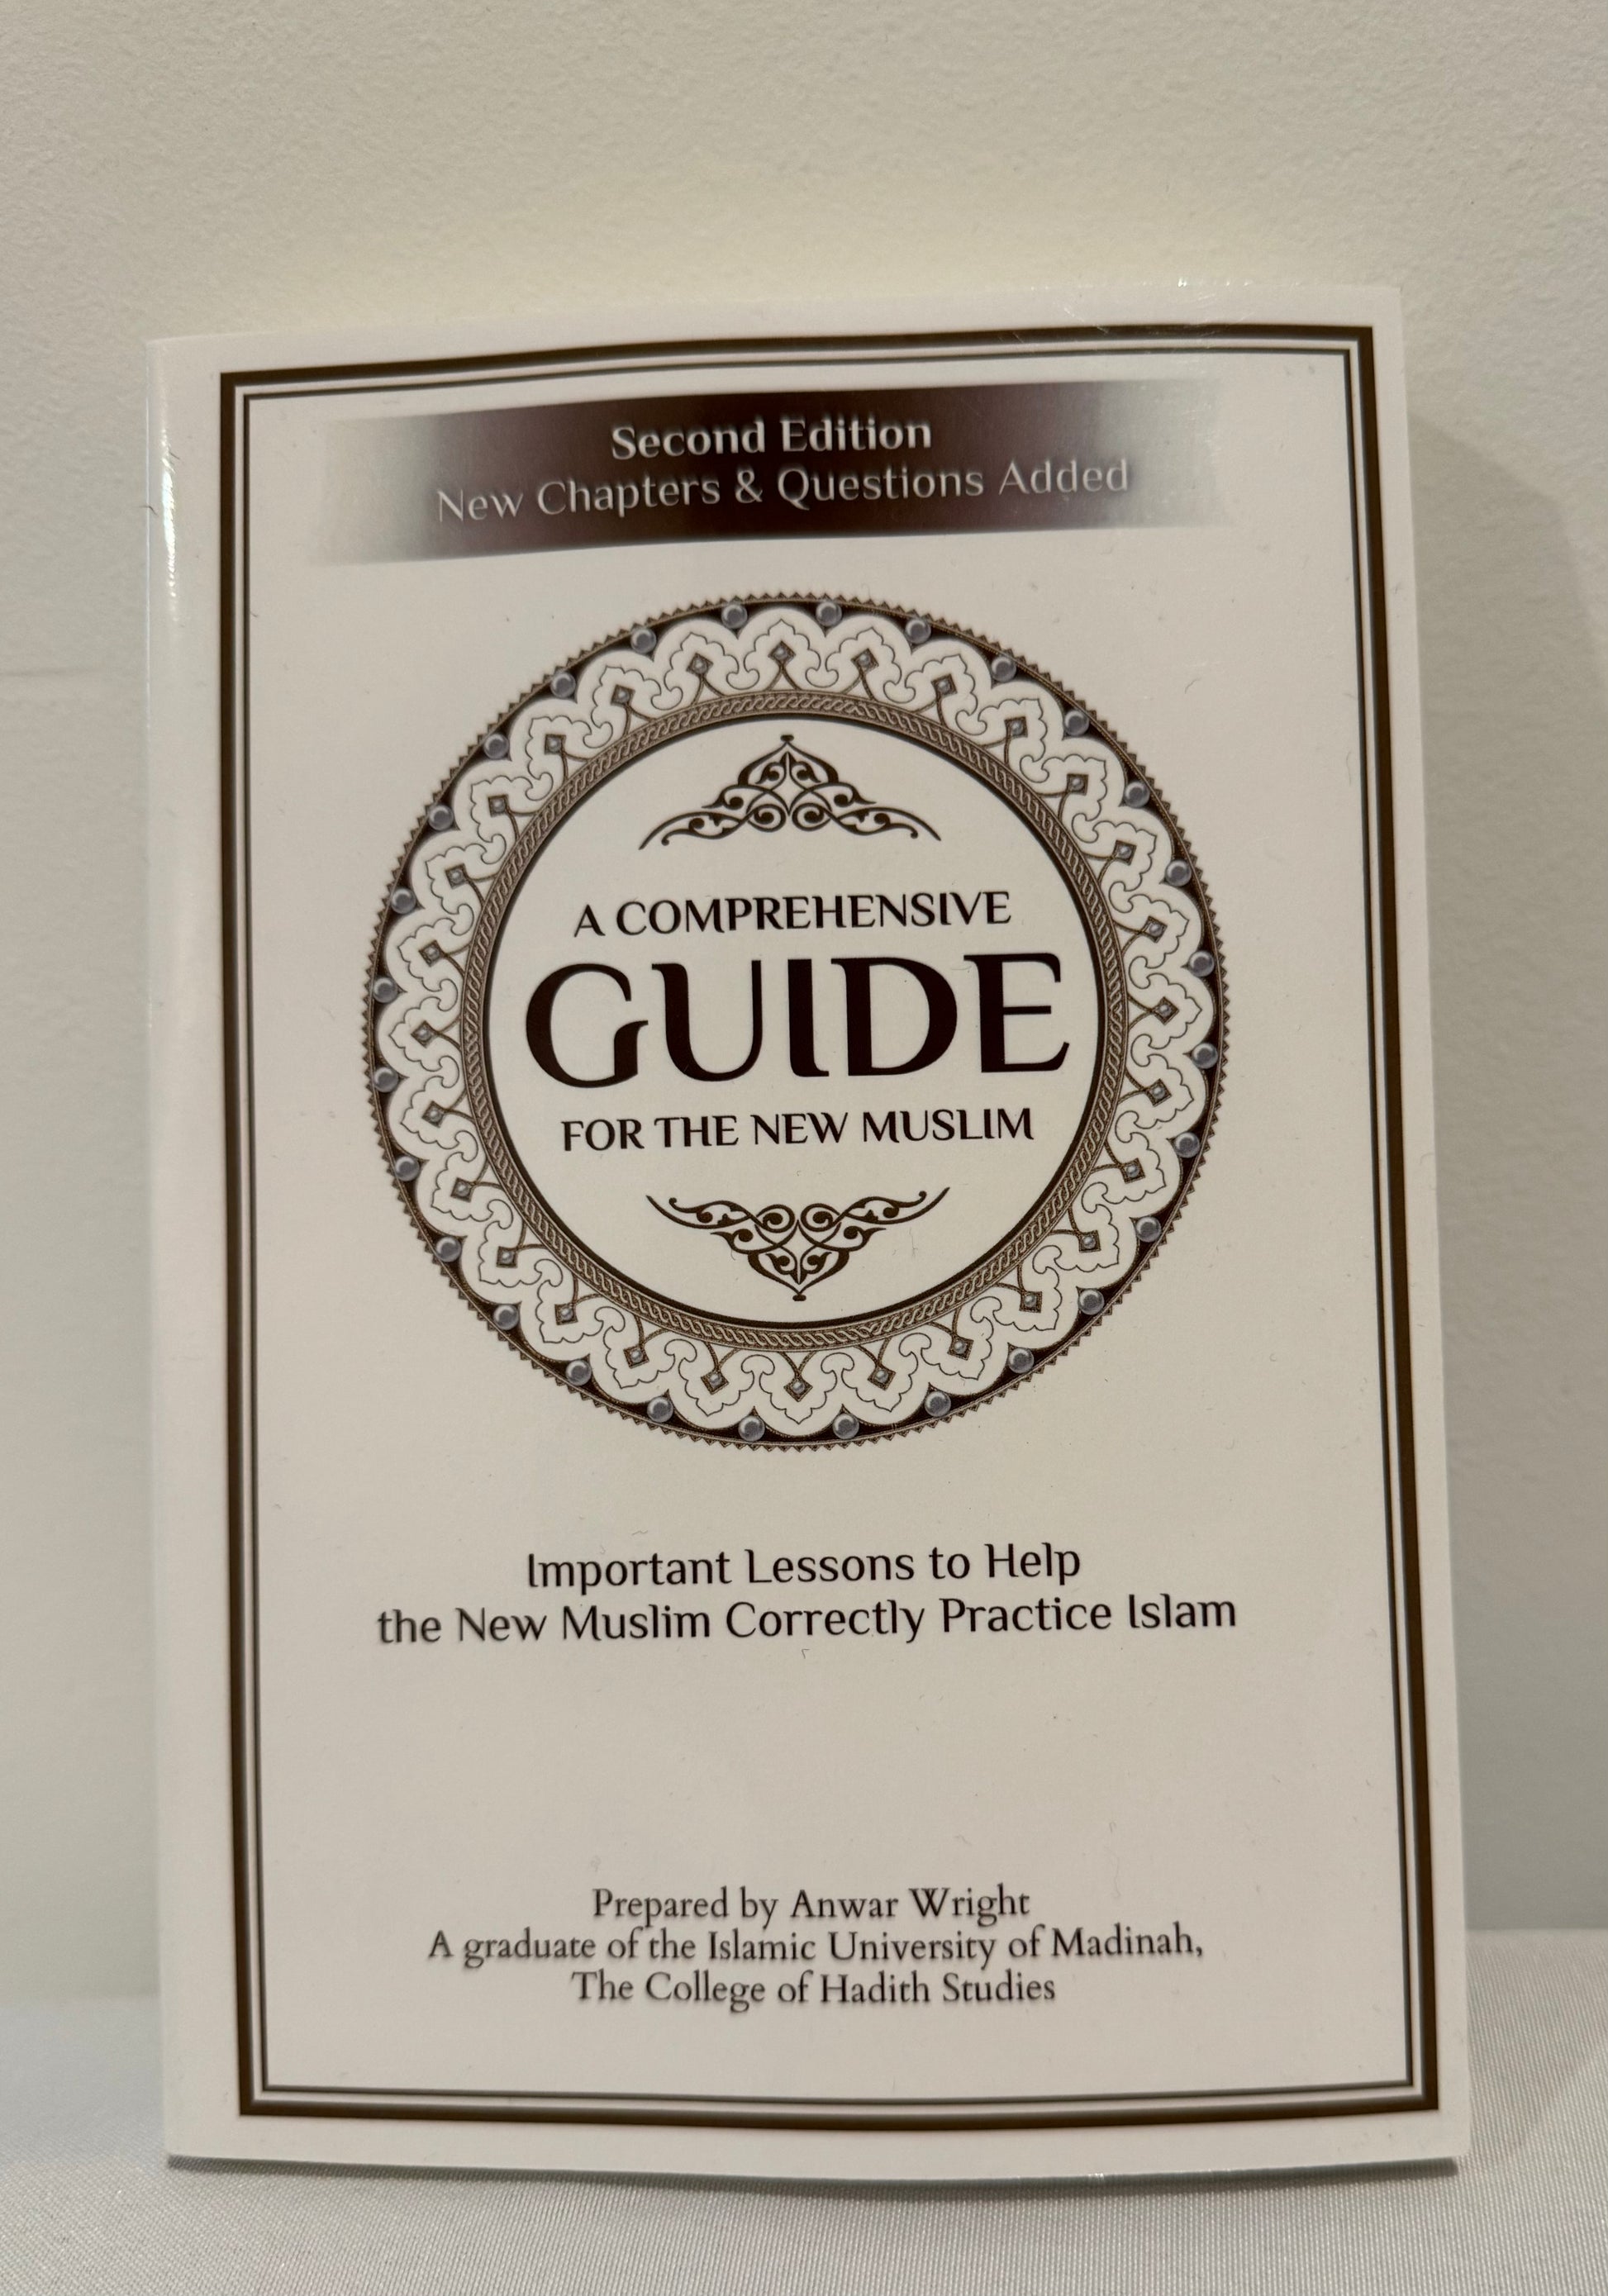 Second Edition
New Chapters & Questions Added
A COMPREHENSIVE
GUIDE
FOR THE NEW MUSLIM
Important Lessons to Help
the New Muslim Correctly Practice Islam
Prepared by Anwar Wright
A graduate of the Islamic University of Madinah,
The College of Hadith Studies